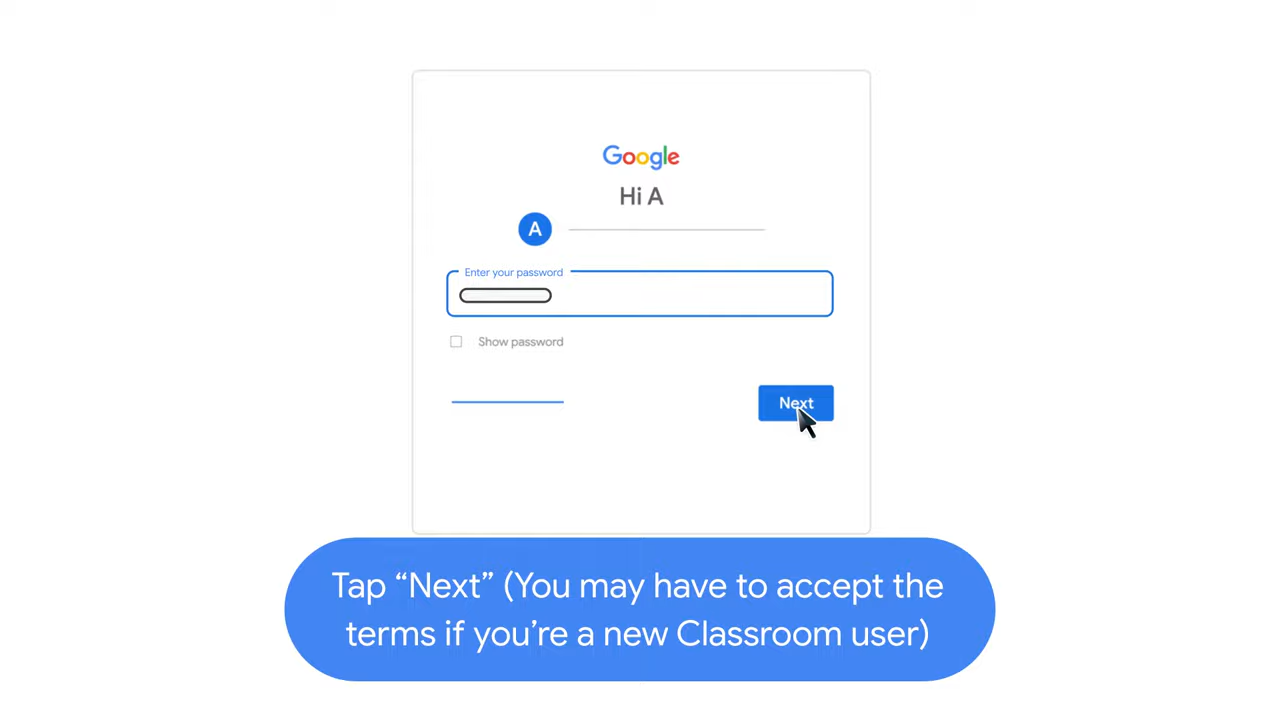 Google
Hi A
A
Enter your password
Show password
Next
Tap “Next” (You may have to accept the
terms if you’re a new Classroom user)